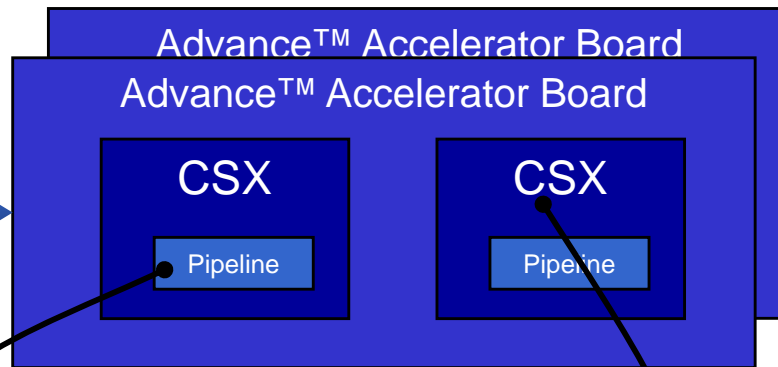 Advance™ Accelerator Board
Advance™ Accelerator Board
CSX CSX
Pipeline Pipeline